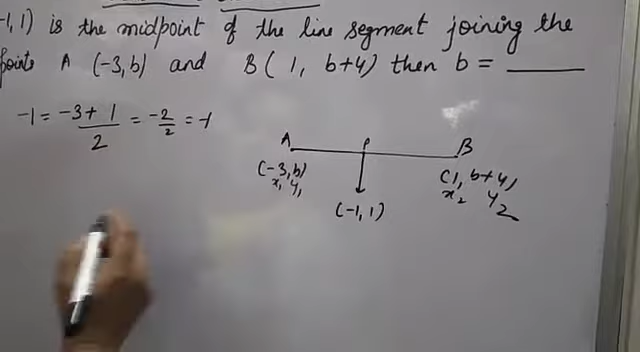 -1, 1) is the midpoint of the line segment joining the
points A (-3, b) and B ( 1, b+4) then b = ______
-1 = -3+1/2 = -2/2 = -1
A P B
(-3, b) (1, b+4)
x₁ y₁ x₂ y₂
(-1, 1)